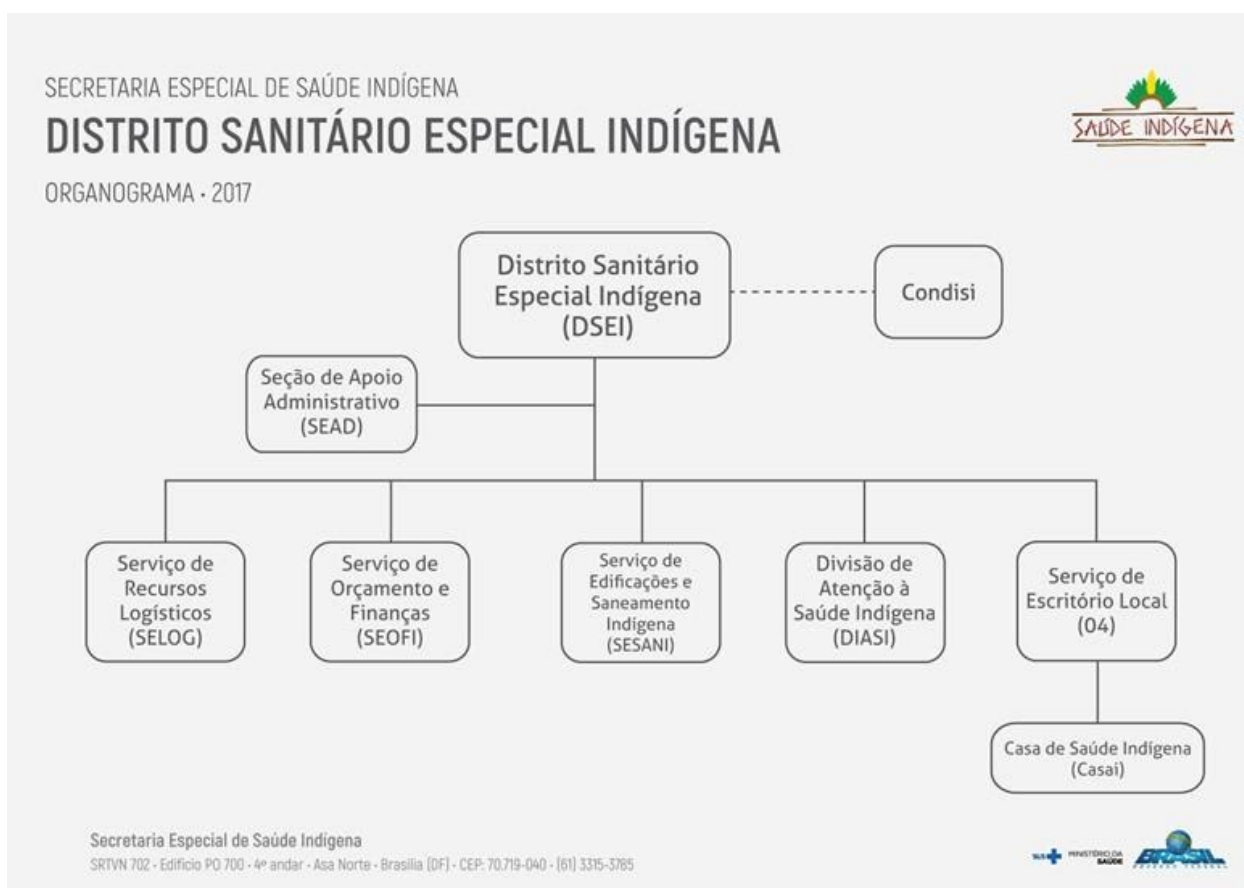 SECRETARIA ESPECIAL DE SAÚDE INDÍGENA
DISTRITO SANITÁRIO ESPECIAL INDÍGENA
ORGANOGRAMA • 2017
SAÚDE INDÍGENA
Distrito Sanitário
Especial Indígena
(DSEI)
Condisi
Seção de Apoio
Administrativo
(SEAD)
Serviço de
Recursos
Logísticos
(SELOG)
Serviço de
Orçamento e
Finanças
(SEOFI)
Serviço de
Edificações e
Saneamento
Indígena
(SESANI)
Divisão de
Atenção à
Saúde Indígena
(DIASI)
Serviço de
Escritório Local
(04)
Casa de Saúde Indígena
(Casai)
Secretaria Especial de Saúde Indígena
SRTVN 702 • Edifício PO 700 • 4º andar • Asa Norte • Brasília (DF) • CEP: 70.719-040 • (61) 3315-3785
SUS
MINISTÉRIO DA
SAÚDE
BRASIL
GOVERNO FEDERAL